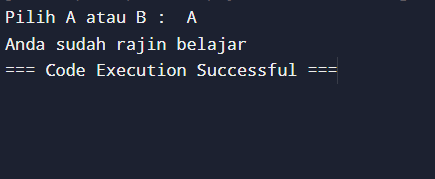 Pilih A atau B :  A
Anda sudah rajin belajar
=== Code Execution Successful ===